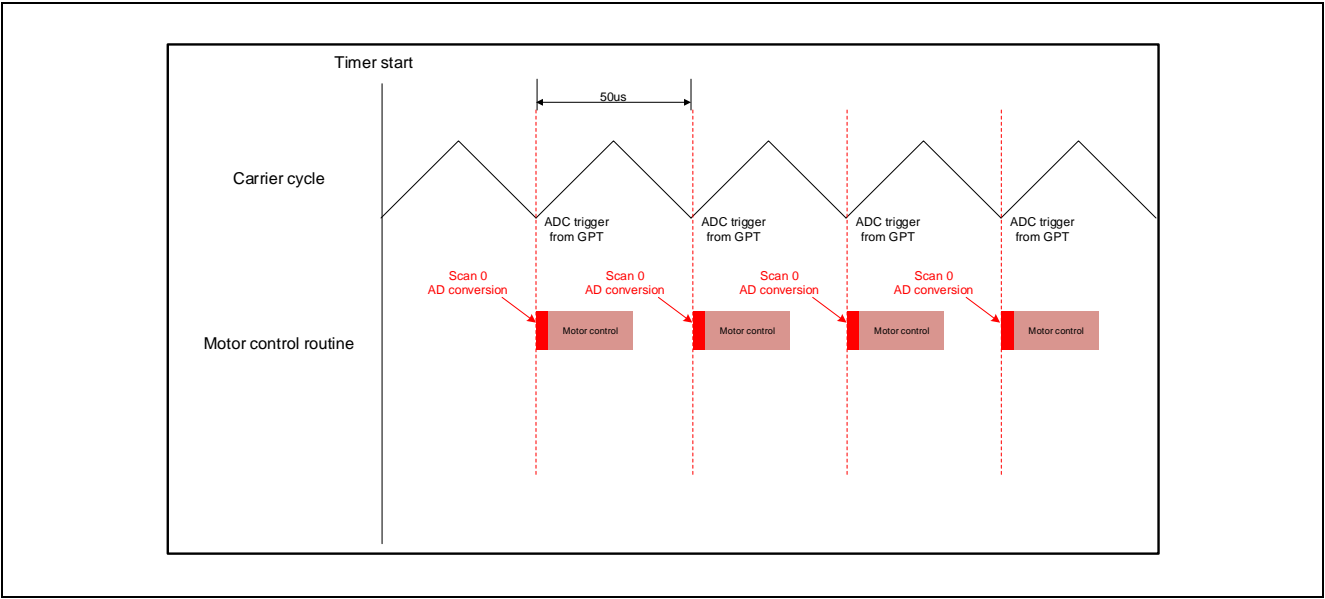 Timer start
50us
Carrier cycle
ADC trigger
from GPT
ADC trigger
from GPT
ADC trigger
from GPT
ADC trigger
from GPT
Scan 0
AD conversion
Scan 0
AD conversion
Scan 0
AD conversion
Scan 0
AD conversion
Motor control routine
Motor control
Motor control
Motor control
Motor control